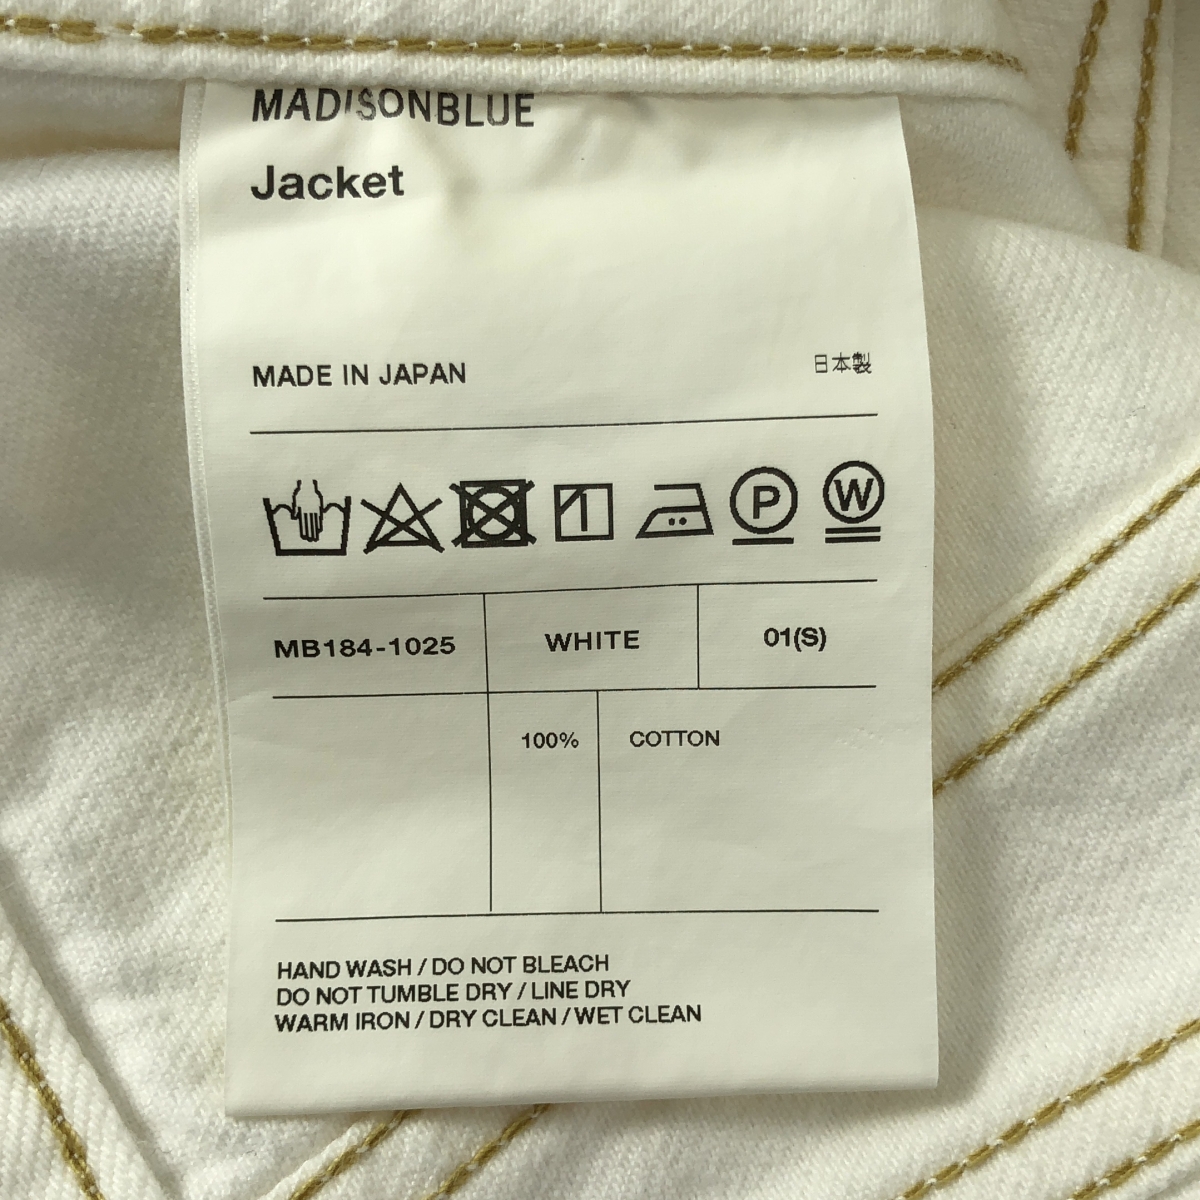 MADISONBLUE
Jacket
MADE IN JAPAN 日本製
P W
MB184-1025 WHITE 01(S)
100% COTTON
HAND WASH / DO NOT BLEACH
DO NOT TUMBLE DRY / LINE DRY
WARM IRON / DRY CLEAN / WET CLEAN